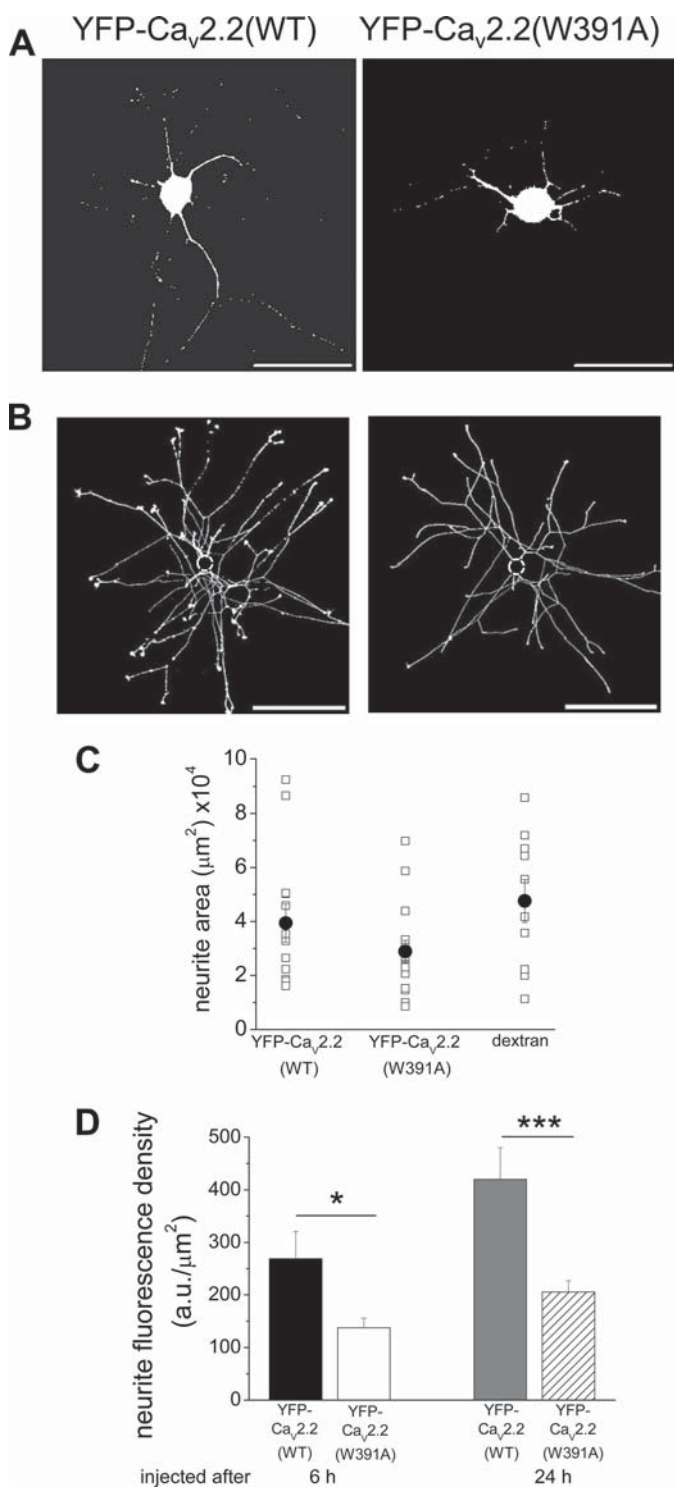 YFP-Cav2.2(WT) YFP-Cav2.2(W391A)
A
B
C
neurite area (μm²) x10⁴
10
8
6
4
2
0
YFP-Cav2.2 (WT)
YFP-Cav2.2 (W391A)
dextran
D
neurite fluorescence density
(a.u./μm²)
500
400
300
200
100
0
*
***
YFP-
Cav2.2
(WT)
YFP-
Cav2.2
(W391A)
YFP-
Cav2.2
(WT)
YFP-
Cav2.2
(W391A)
injected after 6 h 24 h